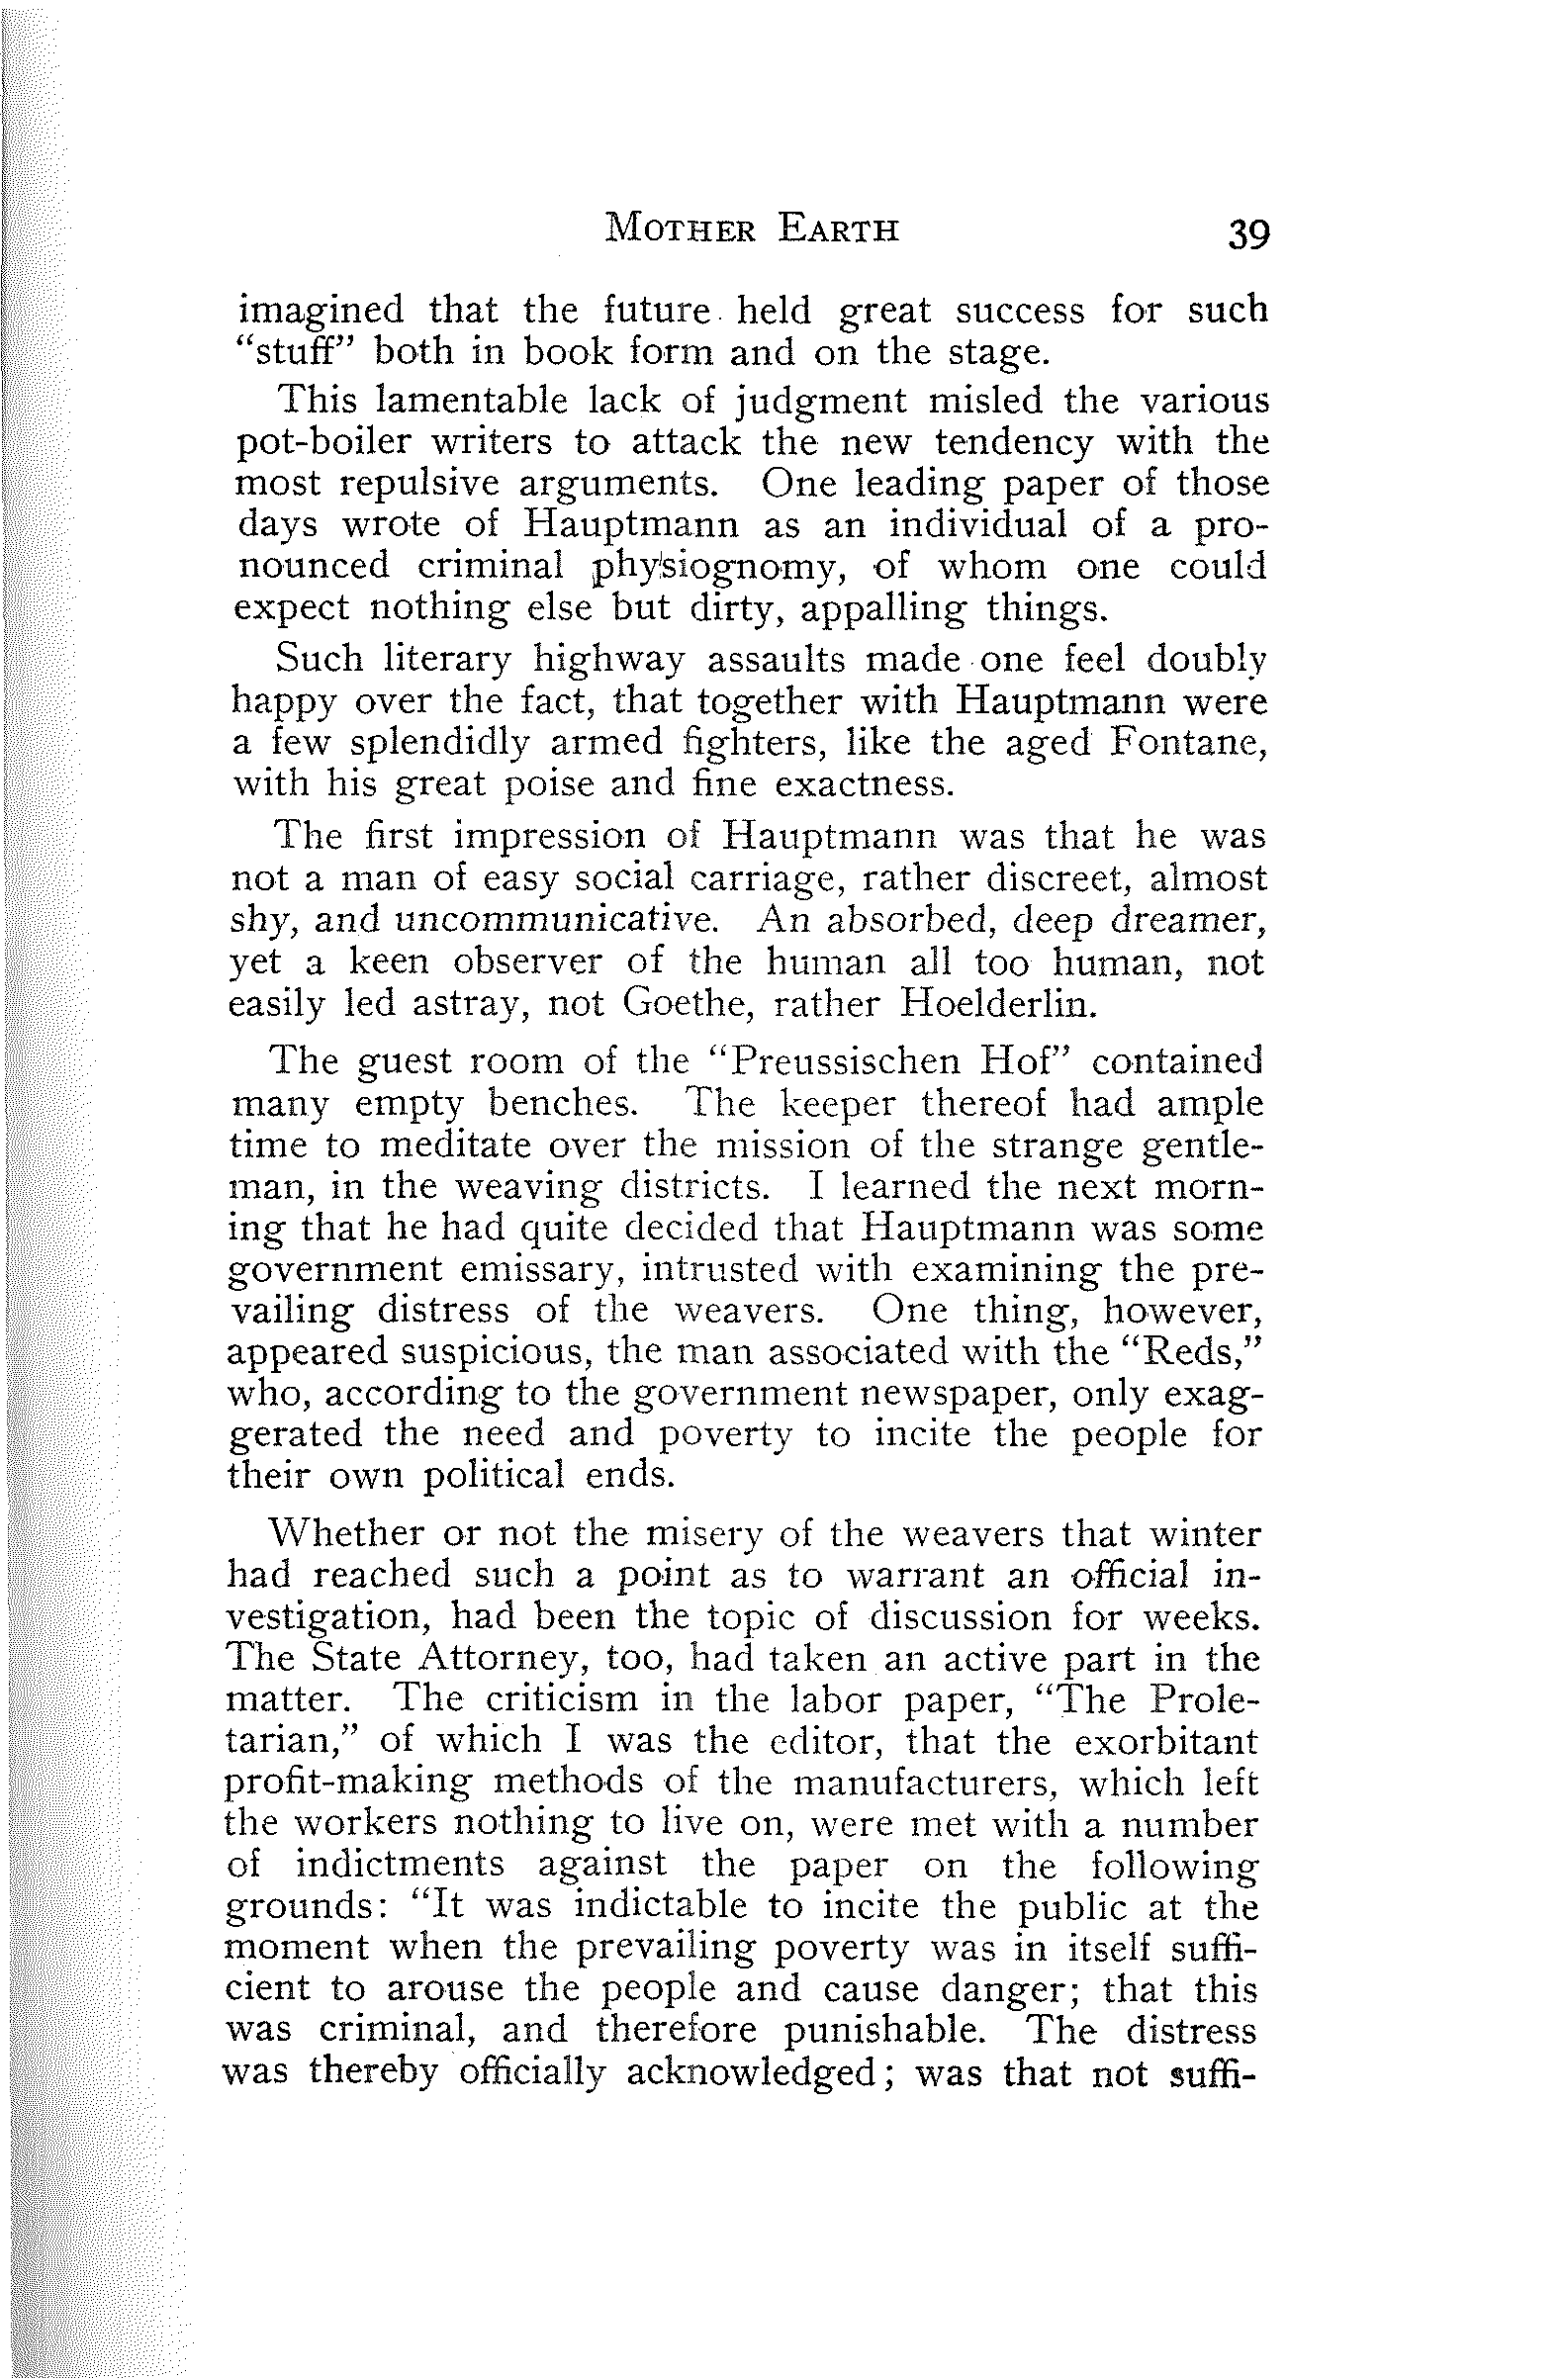 MOTHER EARTH 39
imagined that the future held great success for such
“stuff” both in book form and on the stage.
This lamentable lack of judgment misled the various
pot-boiler writers to attack the new tendency with the
most repulsive arguments. One leading paper of those
days wrote of Hauptmann as an individual of a pro-
nounced criminal physiognomy, of whom one could
expect nothing else but dirty, appalling things.
Such literary highway assaults made one feel doubly
happy over the fact, that together with Hauptmann were
a few splendidly armed fighters, like the aged Fontane,
with his great poise and fine exactness.
The first impression of Hauptmann was that he was
not a man of easy social carriage, rather discreet, almost
shy, and uncommunicative. An absorbed, deep dreamer,
yet a keen observer of the human all too human, not
easily led astray, not Goethe, rather Hoelderlin.
The guest room of the “Preussischen Hof” contained
many empty benches. The keeper thereof had ample
time to meditate over the mission of the strange gentle-
man, in the weaving districts. I learned the next morn-
ing that he had quite decided that Hauptmann was some
government emissary, intrusted with examining the pre-
vailing distress of the weavers. One thing, however,
appeared suspicious, the man associated with the “Reds,”
who, according to the government newspaper, only exag-
gerated the need and poverty to incite the people for
their own political ends.
Whether or not the misery of the weavers that winter
had reached such a point as to warrant an official in-
vestigation, had been the topic of discussion for weeks.
The State Attorney, too, had taken an active part in the
matter. The criticism in the labor paper, “The Prole-
tarian,” of which I was the editor, that the exorbitant
profit-making methods of the manufacturers, which left
the workers nothing to live on, were met with a number
of indictments against the paper on the following
grounds: “It was indictable to incite the public at the
moment when the prevailing poverty was in itself suffi-
cient to arouse the people and cause danger; that this
was criminal, and therefore punishable. The distress
was thereby officially acknowledged; was that not suffi-